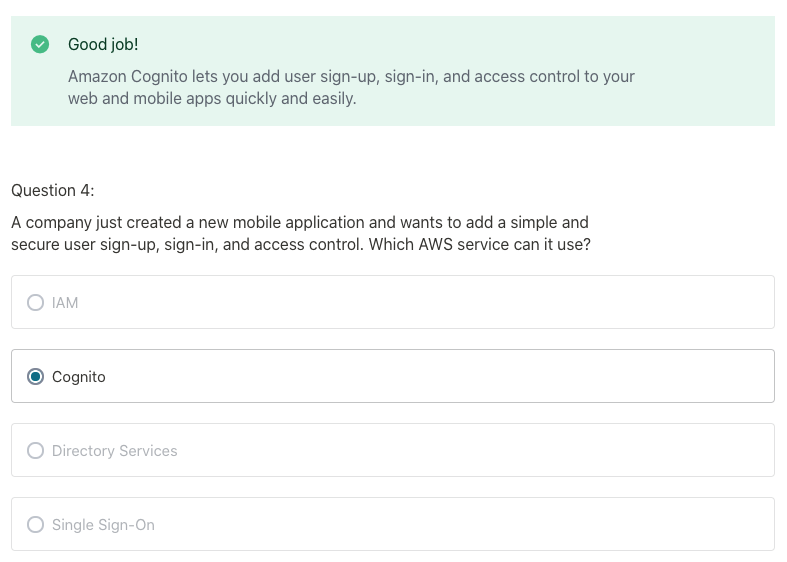 Good job!
Amazon Cognito lets you add user sign-up, sign-in, and access control to your
web and mobile apps quickly and easily.
Question 4:
A company just created a new mobile application and wants to add a simple and
secure user sign-up, sign-in, and access control. Which AWS service can it use?
IAM
Cognito
Directory Services
Single Sign-On